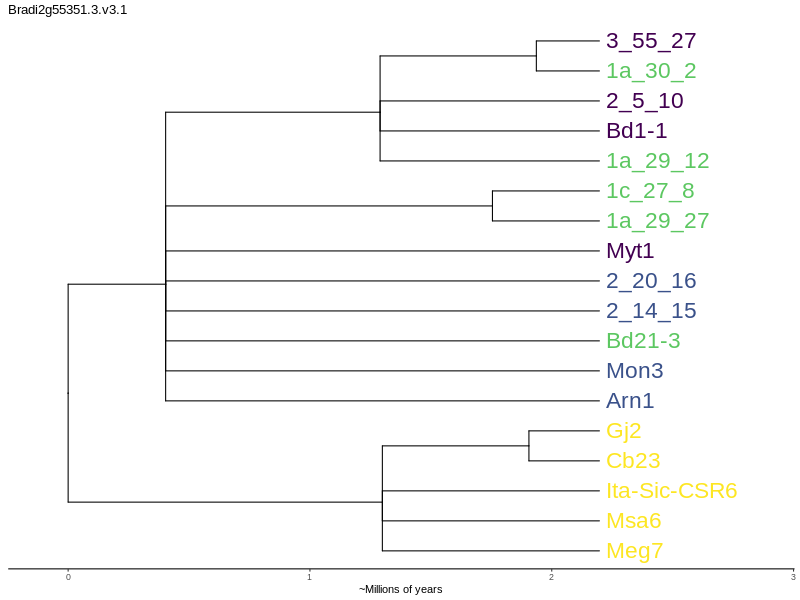 Bradi2g55351.3.v3.1
3_55_27
1a_30_2
2_5_10
Bd1-1
1a_29_12
1c_27_8
1a_29_27
Myt1
2_20_16
2_14_15
Bd21-3
Mon3
Arn1
Gj2
Cb23
Ita-Sic-CSR6
Msa6
Meg7
0 1 2 3
~Millions of years